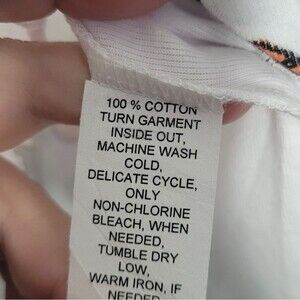 100 % COTTON
TURN GARMENT
INSIDE OUT,
MACHINE WASH
COLD,
DELICATE CYCLE,
ONLY
NON-CHLORINE
BLEACH, WHEN
NEEDED,
TUMBLE DRY
LOW,
WARM IRON, IF
NEEDED